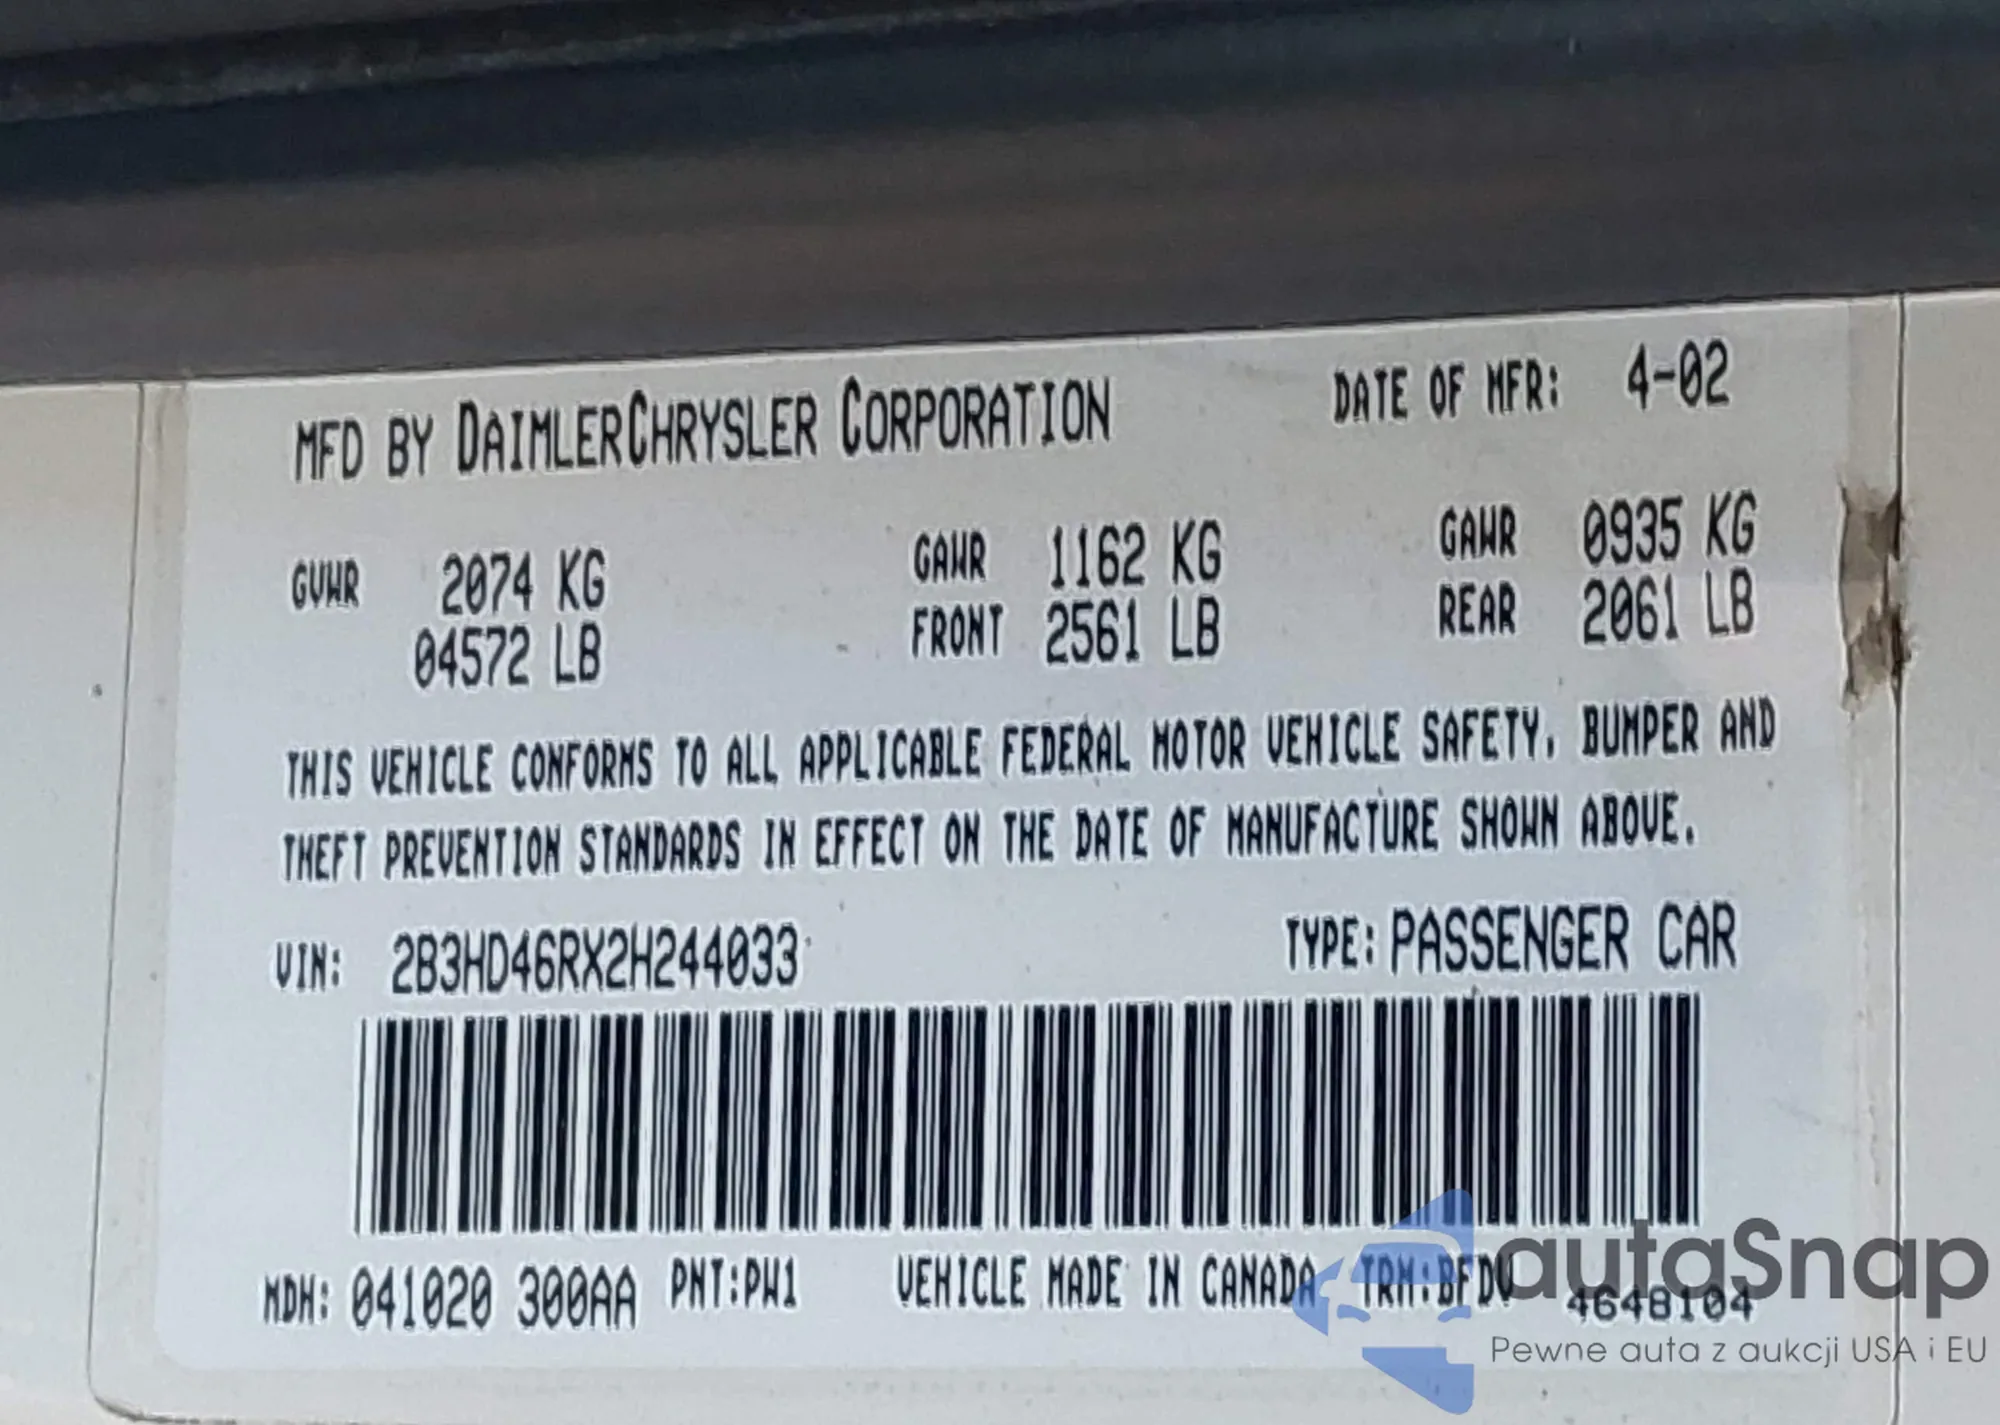 MFD BY DAIMLERCHRYSLER CORPORATION DATE OF MFR: 4-02
GVWR 2074 KG GAWR 1162 KG GAWR 0935 KG
04572 LB FRONT 2561 LB REAR 2061 LB
THIS VEHICLE CONFORMS TO ALL APPLICABLE FEDERAL MOTOR VEHICLE SAFETY, BUMPER AND
THEFT PREVENTION STANDARDS IN EFFECT ON THE DATE OF MANUFACTURE SHOWN ABOVE.
VIN: 2B3HD46RX2H244033 TYPE: PASSENGER CAR
MDH: 041020 300AA PNT:PW1 VEHICLE MADE IN CANADA TRM:BFDV 4648104
autaSnap
Pewne auta z aukcji USA i EU